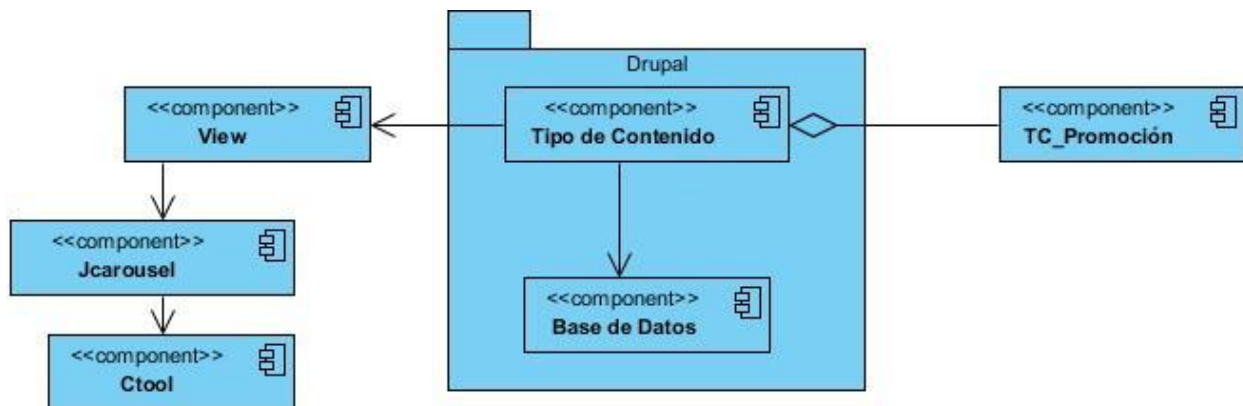 Drupal
<<component>>
View
<<component>>
Tipo de Contenido
<<component>>
TC_Promoción
<<component>>
Jcarousel
<<component>>
Base de Datos
<<component>>
Ctool